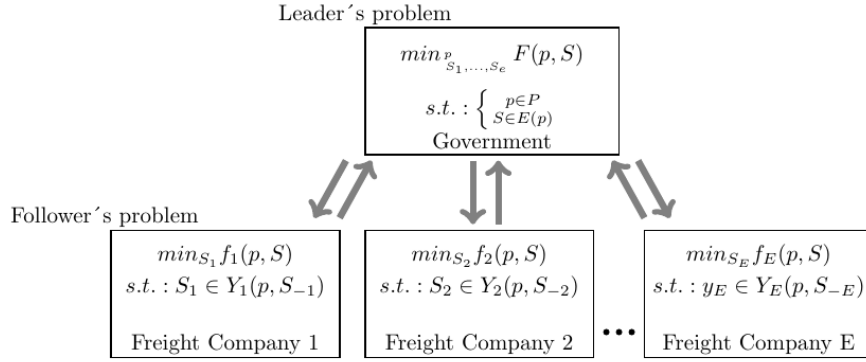 Leader´s problem
min_{p, S_1,...,S_e} F(p, S)
s.t. : { p∈P
S∈E(p)
Government
Follower´s problem
min_{S_1} f_1(p, S)
s.t. : S_1 ∈ Y_1(p, S_{-1})
Freight Company 1
min_{S_2} f_2(p, S)
s.t. : S_2 ∈ Y_2(p, S_{-2})
Freight Company 2
...
min_{S_E} f_E(p, S)
s.t. : y_E ∈ Y_E(p, S_{-E})
Freight Company E